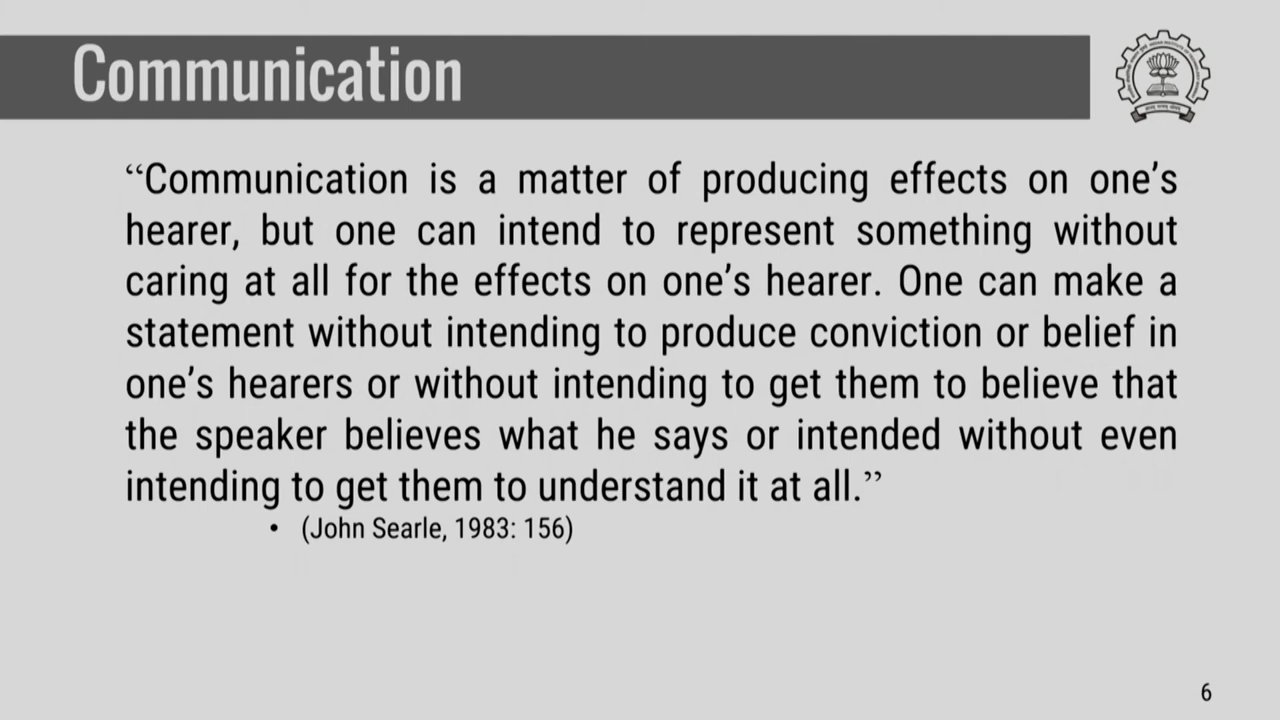 Communication
“Communication is a matter of producing effects on one’s
hearer, but one can intend to represent something without
caring at all for the effects on one’s hearer. One can make a
statement without intending to produce conviction or belief in
one’s hearers or without intending to get them to believe that
the speaker believes what he says or intended without even
intending to get them to understand it at all.”
• (John Searle, 1983: 156)
6